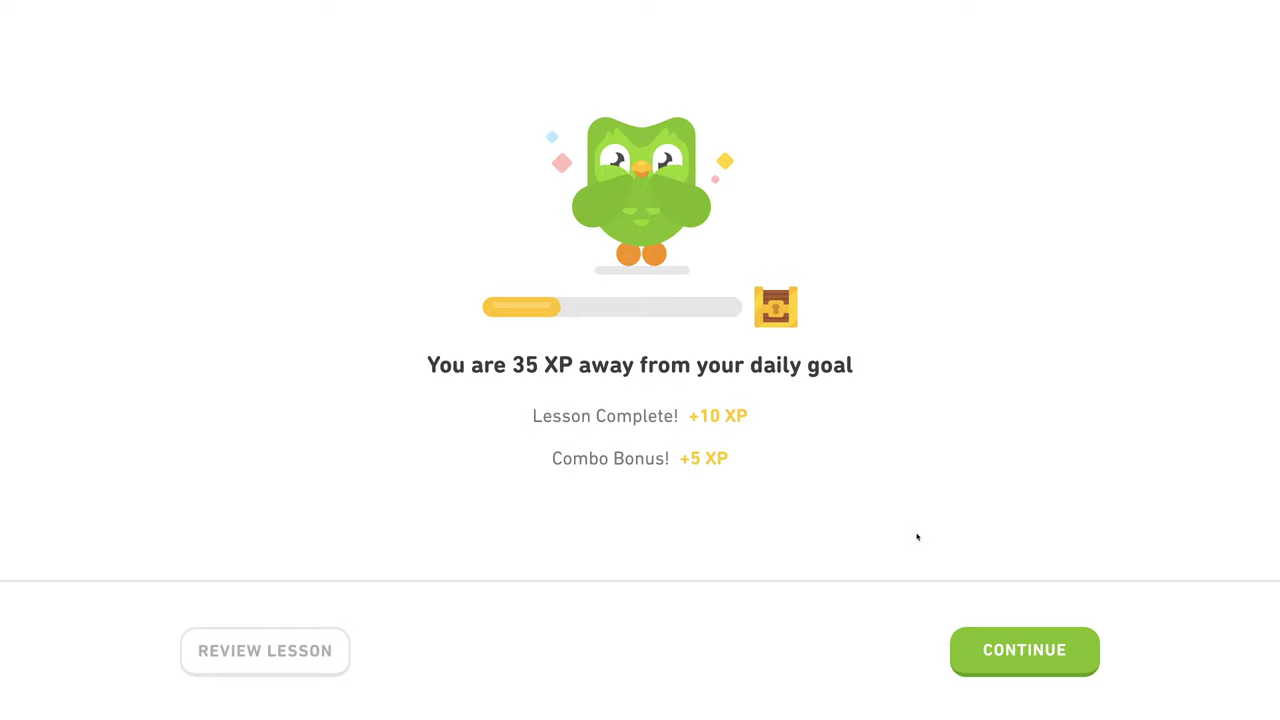 You are 35 XP away from your daily goal
Lesson Complete! +10 XP
Combo Bonus! +5 XP
REVIEW LESSON
CONTINUE